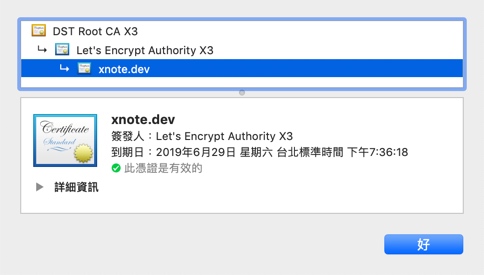 DST Root CA X3
Let's Encrypt Authority X3
xnote.dev
Certificate
Standard
xnote.dev
簽發人：Let's Encrypt Authority X3
到期日：2019年6月29日 星期六 台北標準時間 下午7:36:18
此憑證是有效的
詳細資訊
好